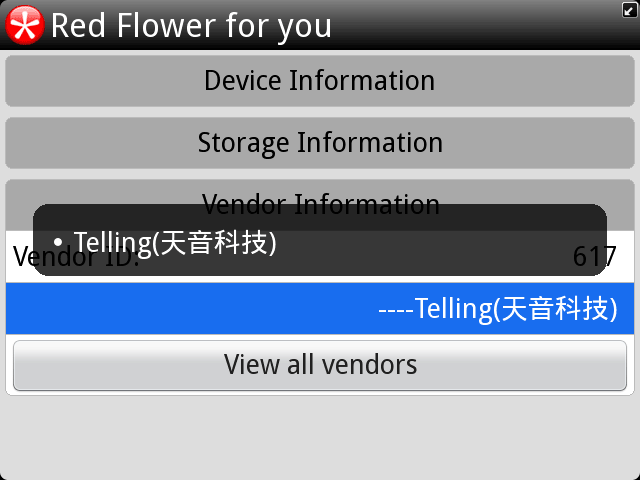 Red Flower for you
Device Information
Storage Information
Vendor Information
• Telling(天音科技)
Vendor ID: 617
----Telling(天音科技)
View all vendors